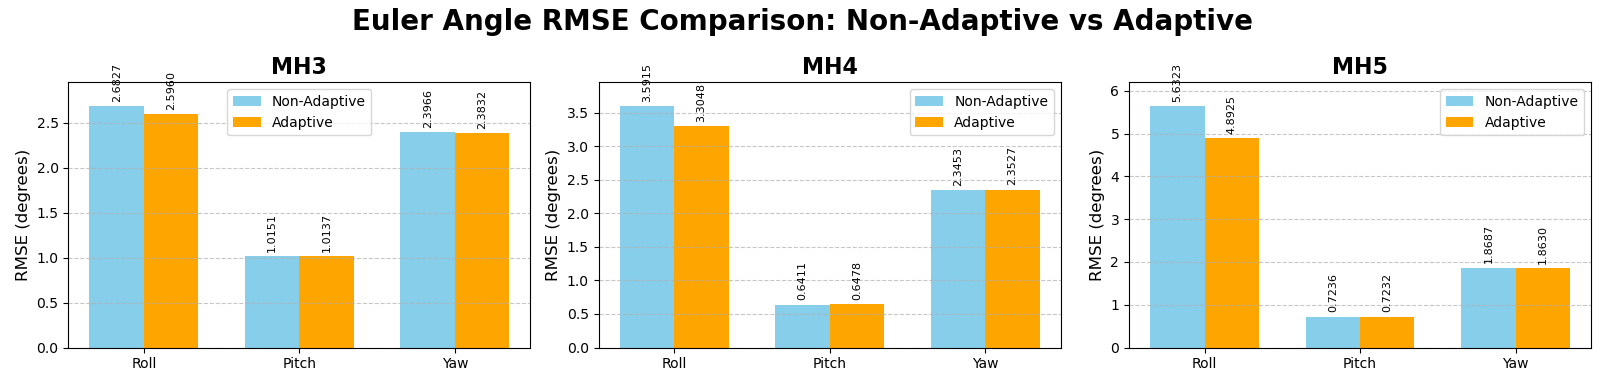 Euler Angle RMSE Comparison: Non-Adaptive vs Adaptive
MH3
RMSE (degrees)
0.0
0.5
1.0
1.5
2.0
2.5
2.6827
2.5960
1.0151
1.0137
2.3966
2.3832
Non-Adaptive
Adaptive
Roll
Pitch
Yaw
MH4
RMSE (degrees)
0.0
0.5
1.0
1.5
2.0
2.5
3.0
3.5
3.5915
3.3048
0.6411
0.6478
2.3453
2.3527
Non-Adaptive
Adaptive
Roll
Pitch
Yaw
MH5
RMSE (degrees)
0
1
2
3
4
5
6
5.6323
4.8925
0.7236
0.7232
1.8687
1.8630
Non-Adaptive
Adaptive
Roll
Pitch
Yaw